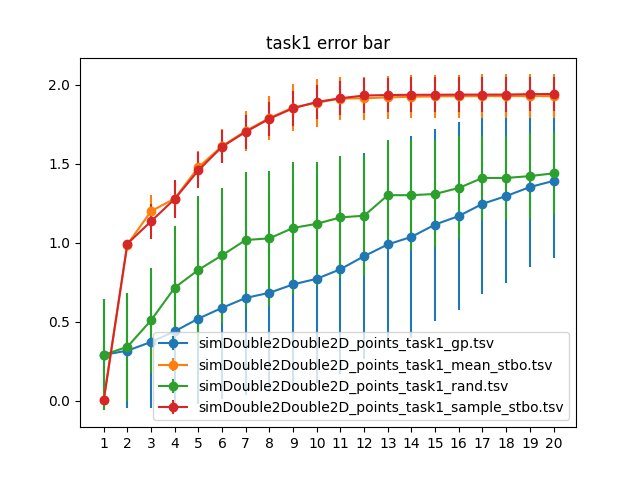 task1 error bar
2.0
1.5
1.0
0.5
0.0
simDouble2Double2D_points_task1_gp.tsv
simDouble2Double2D_points_task1_mean_stbo.tsv
simDouble2Double2D_points_task1_rand.tsv
simDouble2Double2D_points_task1_sample_stbo.tsv
1 2 3 4 5 6 7 8 9 10 11 12 13 14 15 16 17 18 19 20